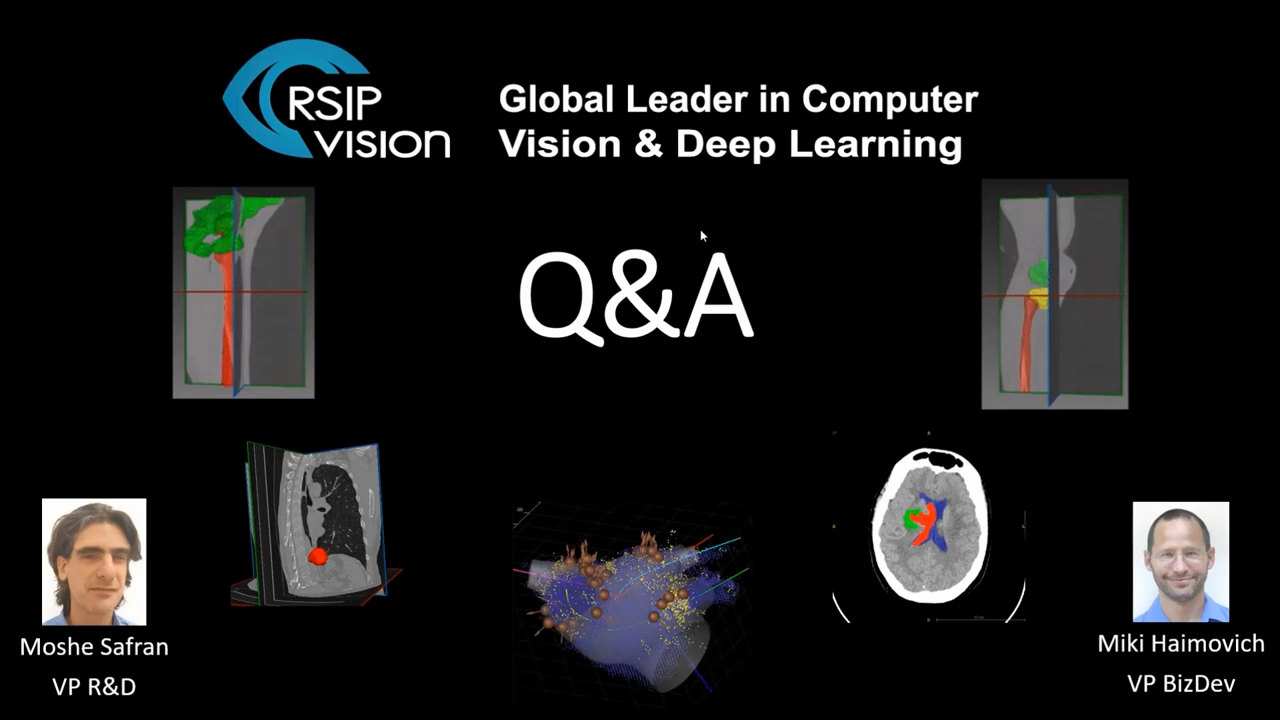 RSIP
VISION
Global Leader in Computer
Vision & Deep Learning
Q&A
Moshe Safran
VP R&D
Miki Haimovich
VP BizDev